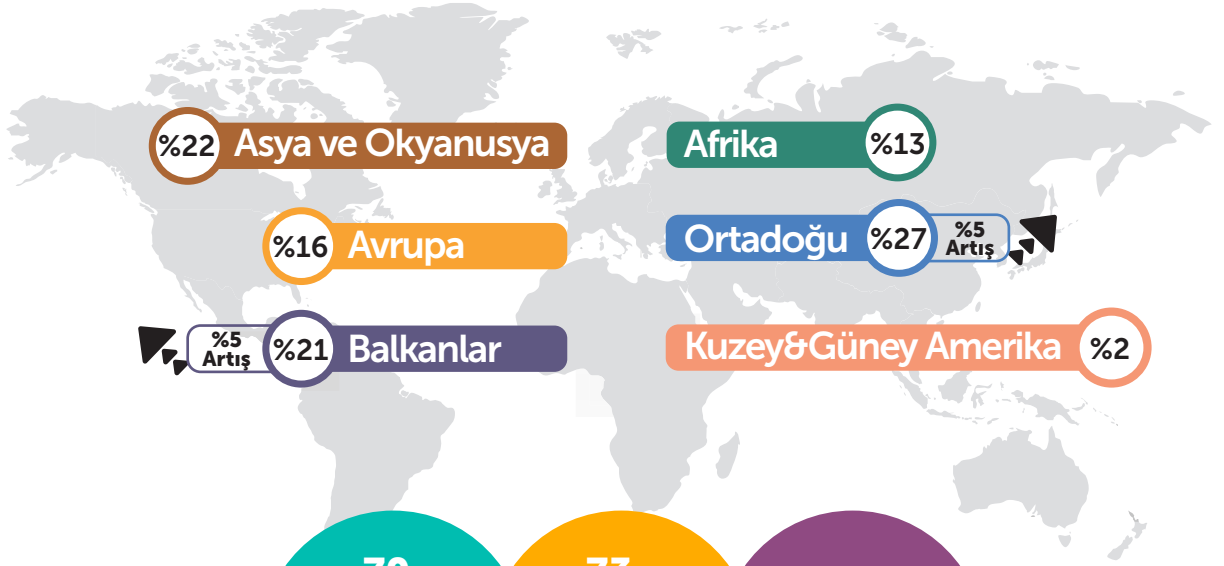 %22 Asya ve Okyanusya
%16 Avrupa
%5
Artış
%21 Balkanlar
Afrika %13
Ortadoğu %27
%5
Artış
Kuzey&Güney Amerika %2